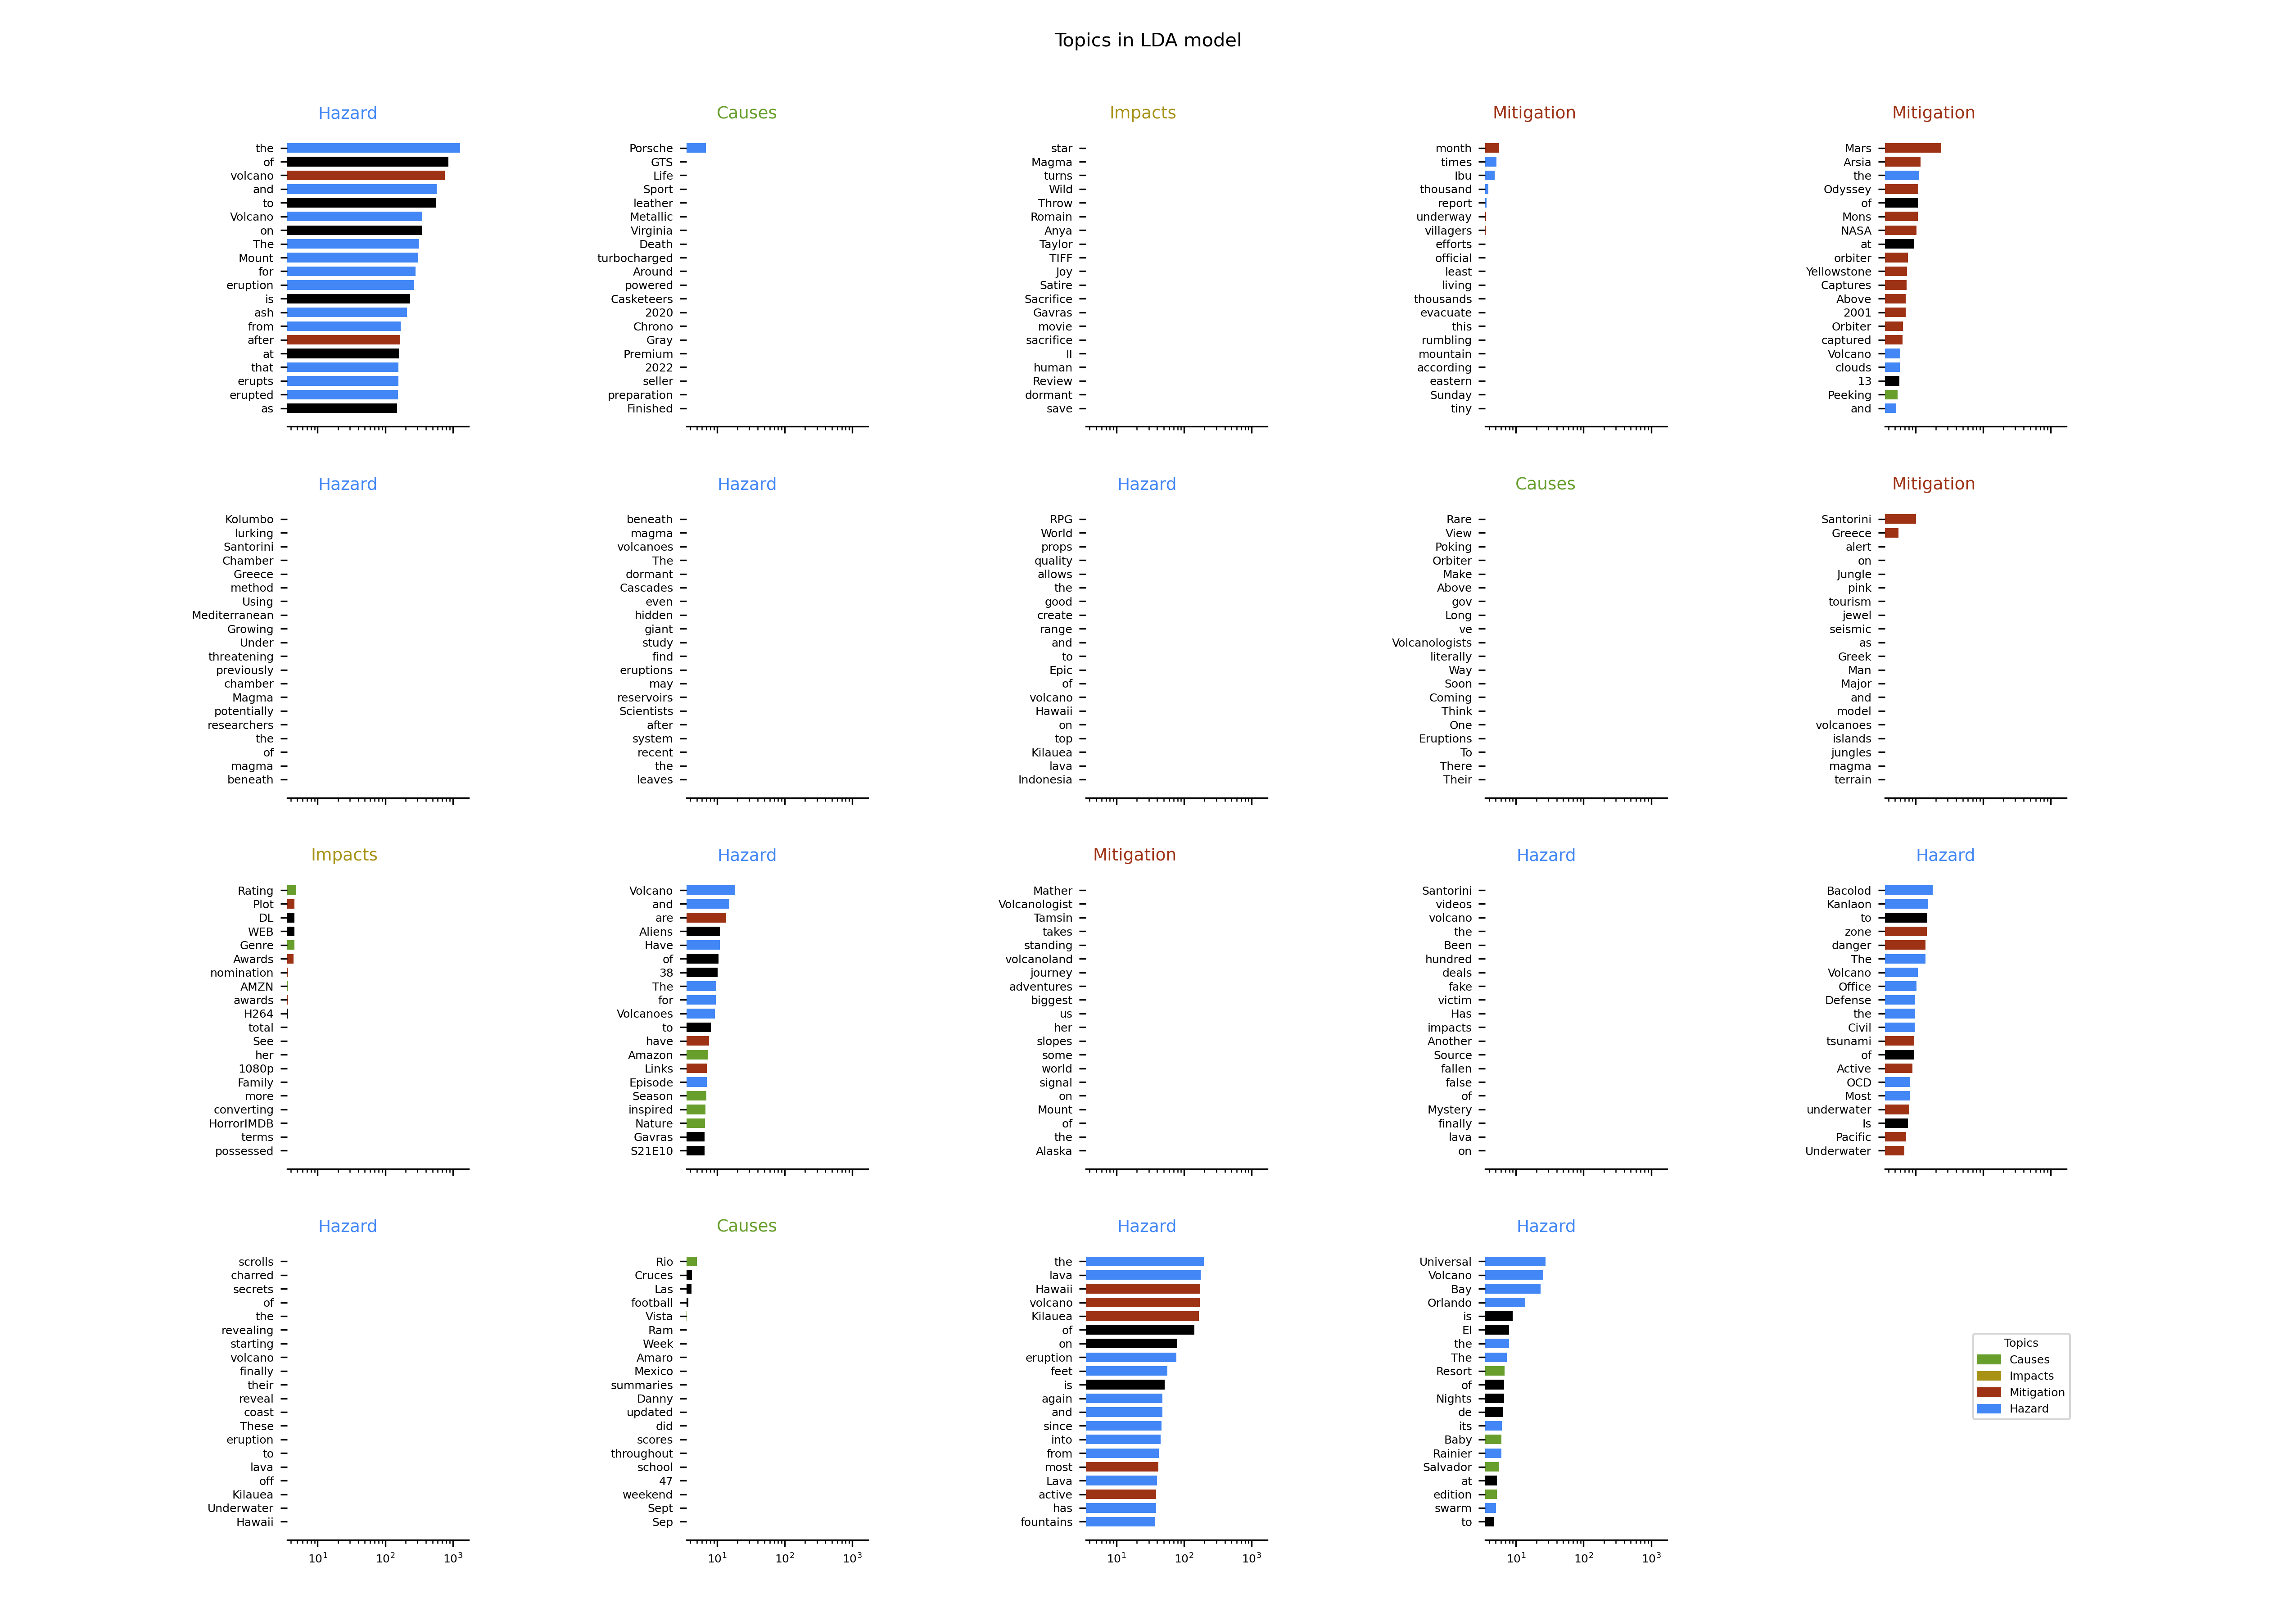 Topics in LDA model
Hazard
the
of
volcano
and
to
Volcano
on
The
Mount
for
eruption
is
ash
from
after
at
that
erupts
erupted
as
Causes
Porsche
GTS
Life
Sport
leather
Metallic
Virginia
Death
turbocharged
Around
powered
Casketeers
2020
Chrono
Gray
Premium
2022
seller
preparation
Finished
Impacts
star
Magma
turns
Wild
Throw
Romain
Anya
Taylor
TIFF
Joy
Satire
Sacrifice
Gavras
movie
sacrifice
II
human
Review
dormant
save
Mitigation
month
times
Ibu
thousand
report
underway
villagers
efforts
official
least
living
thousands
evacuate
this
rumbling
mountain
according
eastern
Sunday
tiny
Mitigation
Mars
Arsia
the
Odyssey
of
Mons
NASA
at
orbiter
Yellowstone
Captures
Above
2001
Orbiter
captured
Volcano
clouds
13
Peeking
and
Hazard
Kolumbo
lurking
Santorini
Chamber
Greece
method
Using
Mediterranean
Growing
Under
threatening
previously
chamber
Magma
potentially
researchers
the
of
magma
beneath
Hazard
beneath
magma
volcanoes
The
dormant
Cascades
even
hidden
giant
study
find
eruptions
may
reservoirs
Scientists
after
system
recent
the
leaves
Hazard
RPG
World
props
quality
allows
the
good
create
range
and
to
Epic
of
volcano
Hawaii
on
top
Kilauea
lava
Indonesia
Causes
Rare
View
Poking
Orbiter
Make
Above
gov
Long
ve
Volcanologists
literally
Way
Soon
Coming
Think
One
Eruptions
To
There
Their
Mitigation
Santorini
Greece
alert
on
Jungle
pink
tourism
jewel
seismic
as
Greek
Man
Major
and
model
volcanoes
islands
jungles
magma
terrain
Impacts
Rating
Plot
DL
WEB
Genre
Awards
nomination
AMZN
awards
H264
total
See
her
1080p
Family
more
converting
HorrorIMDB
terms
possessed
Hazard
Volcano
and
are
Aliens
Have
of
38
The
for
Volcanoes
to
have
Amazon
Links
Episode
Season
inspired
Nature
Gavras
S21E10
Mitigation
Mather
Volcanologist
Tamsin
takes
standing
volcanoland
journey
adventures
biggest
us
her
slopes
some
world
signal
on
Mount
of
the
Alaska
Hazard
Santorini
videos
volcano
the
Been
hundred
deals
fake
victim
Has
impacts
Another
Source
fallen
false
of
Mystery
finally
lava
on
Hazard
Bacolod
Kanlaon
to
zone
danger
The
Volcano
Office
Defense
the
Civil
tsunami
of
Active
OCD
Most
underwater
Is
Pacific
Underwater
Hazard
scrolls
charred
secrets
of
the
revealing
starting
volcano
finally
their
reveal
coast
These
eruption
to
lava
off
Kilauea
Underwater
Hawaii
10¹ 10² 10³
Causes
Rio
Cruces
Las
football
Vista
Ram
Week
Amaro
Mexico
summaries
Danny
updated
did
scores
throughout
school
47
weekend
Sept
Sep
10¹ 10² 10³
Hazard
the
lava
Hawaii
volcano
Kilauea
of
on
eruption
feet
is
again
and
since
into
from
most
Lava
active
has
fountains
10¹ 10² 10³
Hazard
Universal
Volcano
Bay
Orlando
is
El
the
The
Resort
of
Nights
de
its
Baby
Rainier
Salvador
at
edition
swarm
to
10¹ 10² 10³
Topics
Causes
Impacts
Mitigation
Hazard